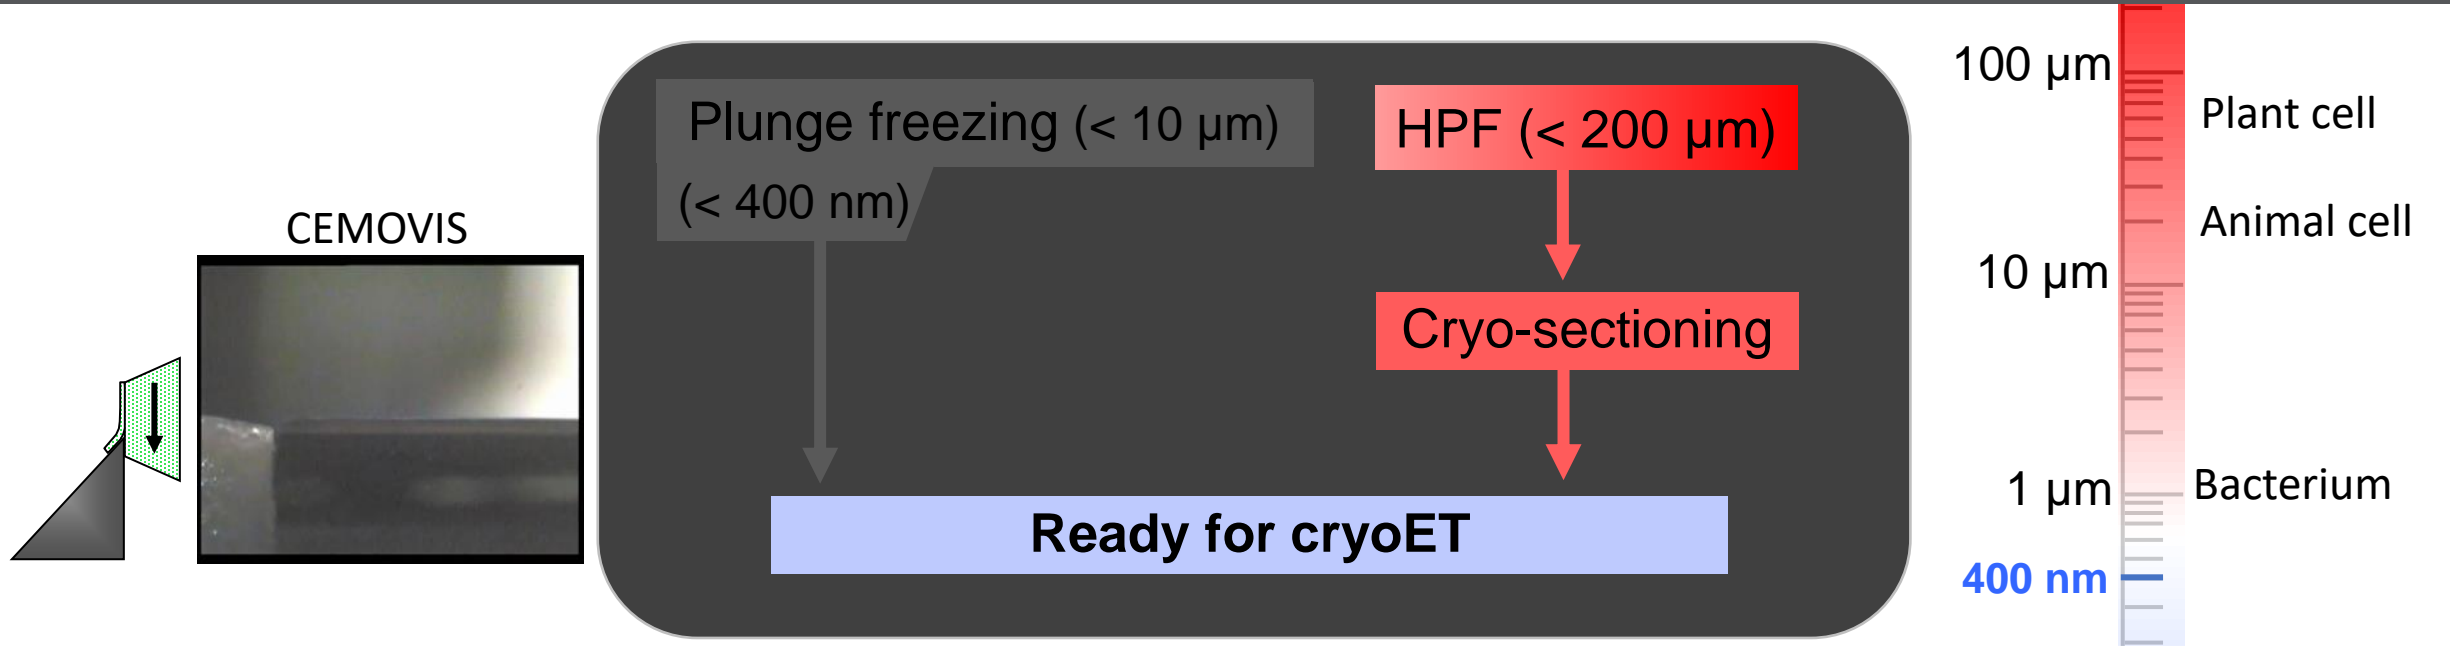 CEMOVIS
Plunge freezing (< 10 µm)
(< 400 nm)
HPF (< 200 µm)
Cryo-sectioning
Ready for cryoET
100 µm
Plant cell
Animal cell
10 µm
1 µm
Bacterium
400 nm